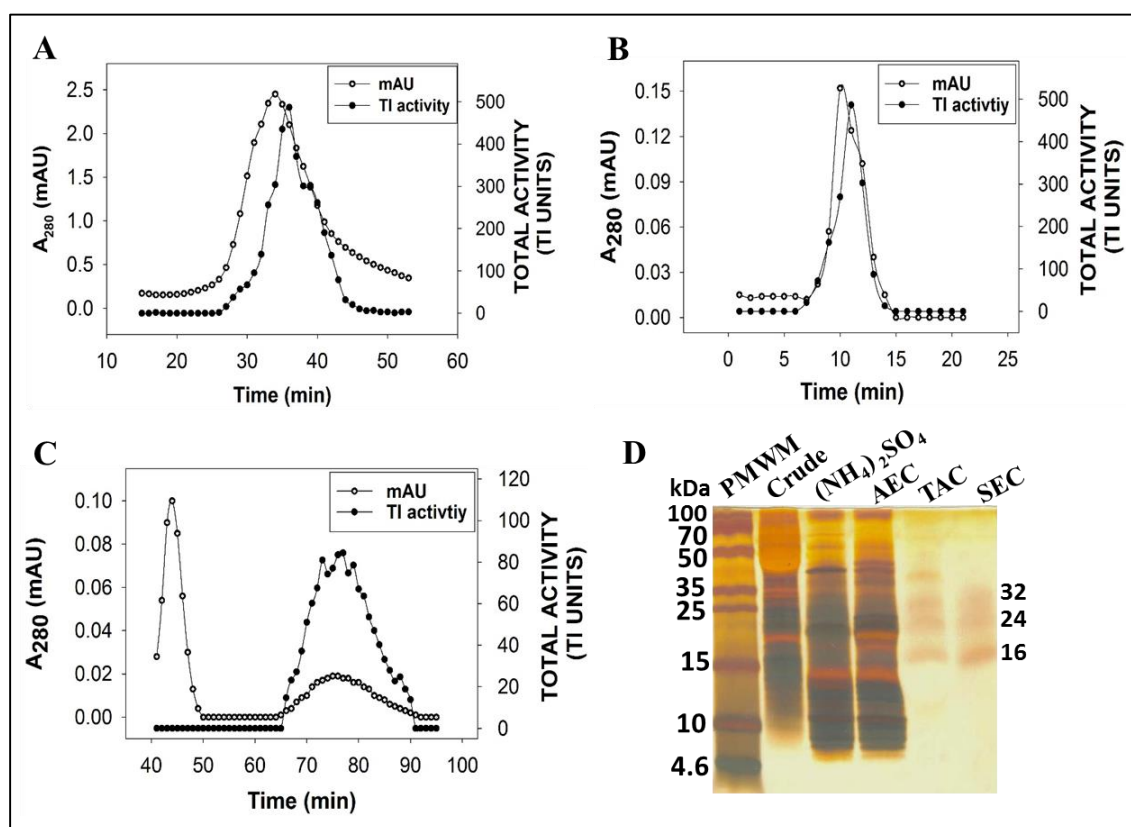 A
mAU
TI activity
A280 (mAU)
2.5
2.0
1.5
1.0
0.5
0.0
TOTAL ACTIVITY
(TI UNITS)
500
400
300
200
100
0
10 20 30 40 50 60
Time (min)
B
mAU
TI activtiy
A280 (mAU)
0.15
0.12
0.09
0.06
0.03
0.00
TOTAL ACTIVITY
(TI UNITS)
500
400
300
200
100
0
0 5 10 15 20 25
Time (min)
C
mAU
TI activtiy
A280 (mAU)
0.10
0.08
0.06
0.04
0.02
0.00
TOTAL ACTIVITY
(TI UNITS)
120
100
80
60
40
20
0
40 50 60 70 80 90 100
Time (min)
D
PMWM
Crude
(NH4)2SO4
AEC
TAC
SEC
kDa
100
70
50
35
25
15
10
4.6
32
24
16